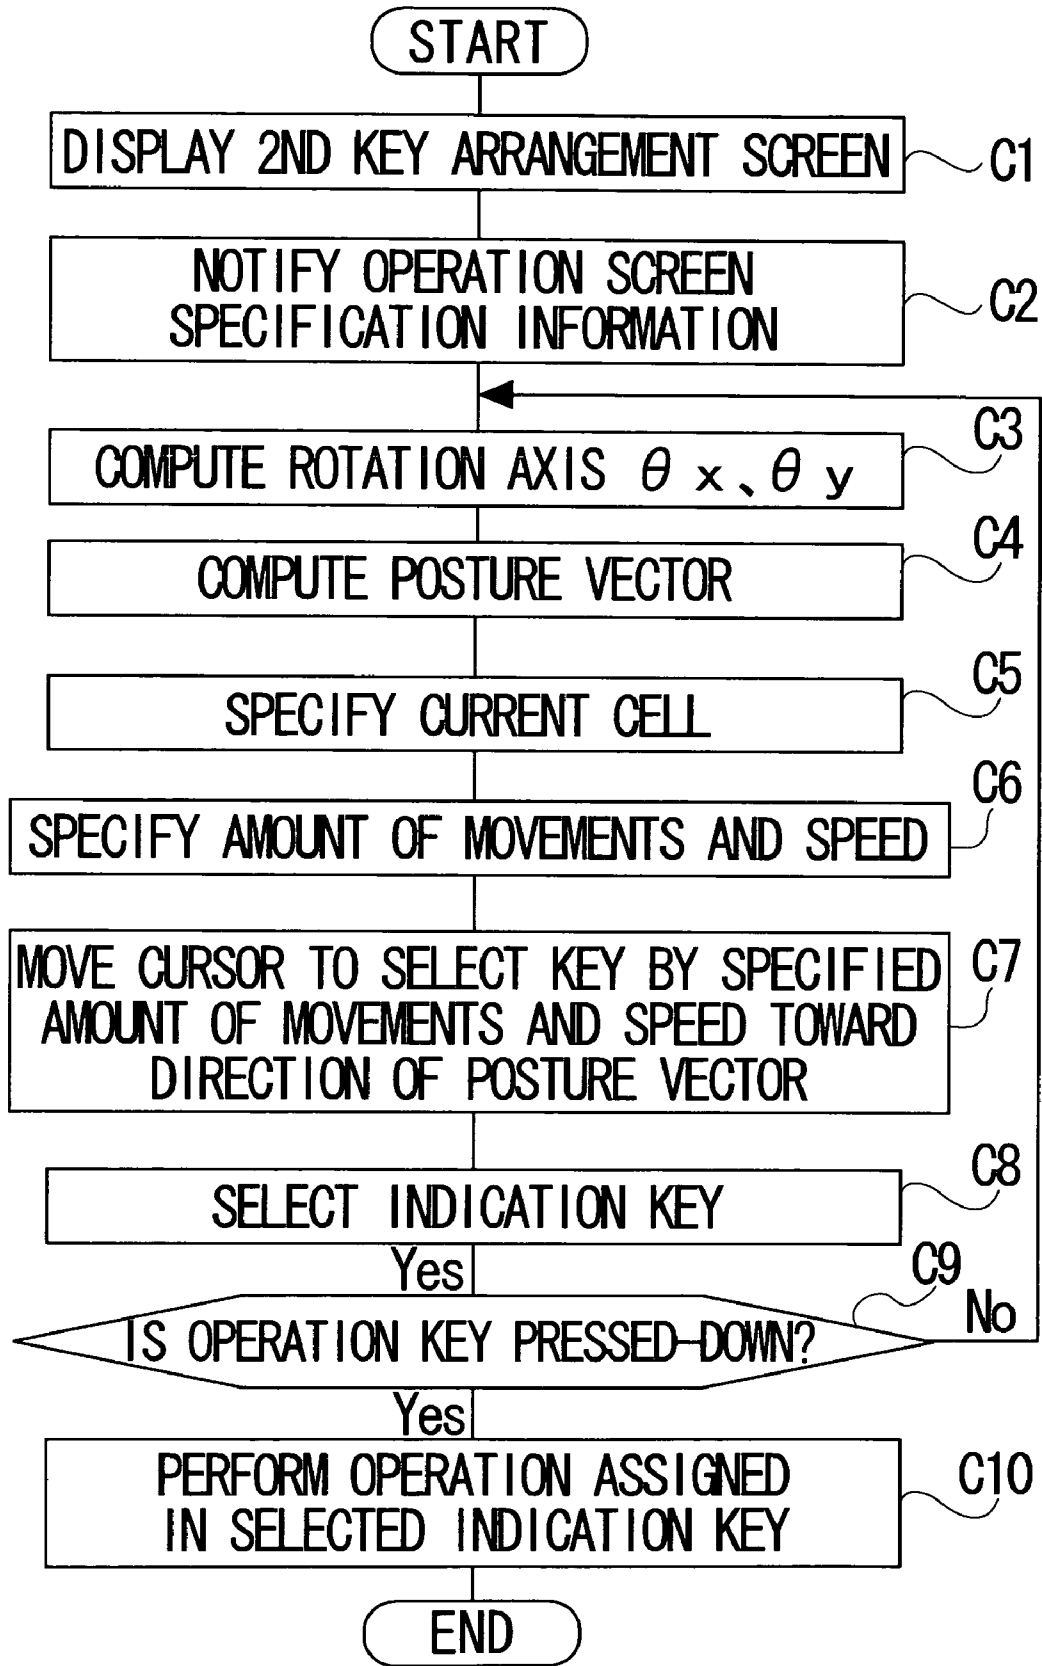 START
DISPLAY 2ND KEY ARRANGEMENT SCREEN
C1
NOTIFY OPERATION SCREEN
SPECIFICATION INFORMATION
C2
COMPUTE ROTATION AXIS θx、θy
C3
COMPUTE POSTURE VECTOR
C4
SPECIFY CURRENT CELL
C5
SPECIFY AMOUNT OF MOVEMENTS AND SPEED
C6
MOVE CURSOR TO SELECT KEY BY SPECIFIED
AMOUNT OF MOVEMENTS AND SPEED TOWARD
DIRECTION OF POSTURE VECTOR
C7
SELECT INDICATION KEY
C8
Yes
IS OPERATION KEY PRESSED-DOWN?
C9
No
Yes
PERFORM OPERATION ASSIGNED
IN SELECTED INDICATION KEY
C10
END